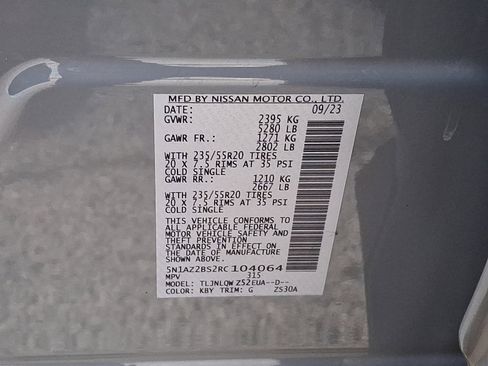 MFD BY NISSAN MOTOR CO., LTD.
DATE: 09/23
GVWR: 2395 KG
5280 LB
GAWR FR.: 1271 KG
2802 LB
WITH 235/55R20 TIRES
20 x 7.5 RIMS AT 35 PSI
COLD SINGLE
GAWR RR.: 1210 KG
2667 LB
WITH 235/55R20 TIRES
20 x 7.5 RIMS AT 35 PSI
COLD SINGLE
THIS VEHICLE CONFORMS TO
ALL APPLICABLE FEDERAL
MOTOR VEHICLE SAFETY AND
THEFT PREVENTION
STANDARDS IN EFFECT ON
THE DATE OF MANUFACTURE
SHOWN ABOVE.
5N1AZ2BS2RC104064
MPV 315
MODEL: TLJNLQW Z52EUA--D--
COLOR: KBY TRIM: G ZS30A